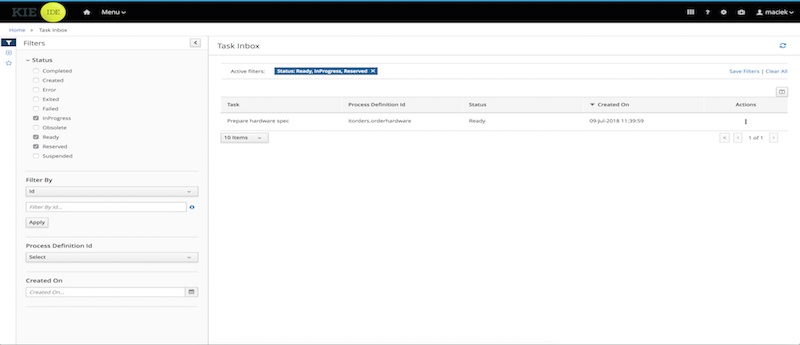 KIE IDE Menu maciek
Home » Task Inbox
Filters
Status
Completed
Created
Error
Exited
Failed
InProgress
Obsolete
Ready
Reserved
Suspended
Filter By
Id
Filter By Id...
Apply
Process Definition Id
Select
Created On
Created On...
Task Inbox
Active filters: Status: Ready, InProgress, Reserved Save Filters | Clear All
Task Process Definition Id Status Created On Actions
Prepare hardware spec itorders.orderhardware Ready 09-Jul-2018 11:39:59
10 Items 1 of 1